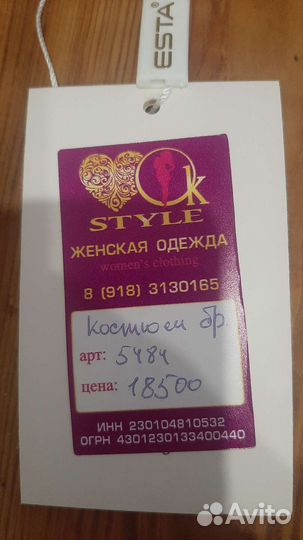 ESTA®
Ok
STYLE
ЖЕНСКАЯ ОДЕЖДА
women's clothing
8 (918) 3130165
Костюм бр.
арт: 5484
цена: 18500
ИНН 230104810532
ОГРН 4301230133400440
Avito